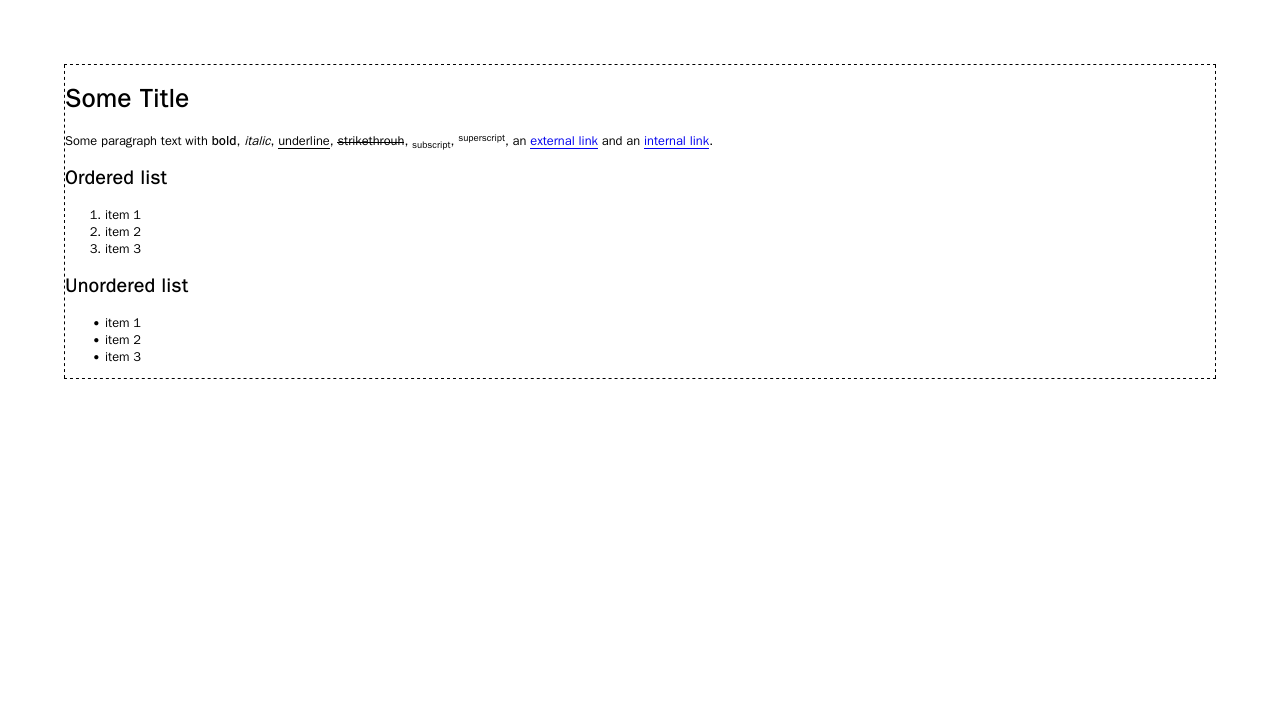 Some Title
Some paragraph text with bold, italic, underline, strikethrouh, subscript, superscript, an external link and an internal link.
Ordered list
1. item 1
2. item 2
3. item 3
Unordered list
• item 1
• item 2
• item 3